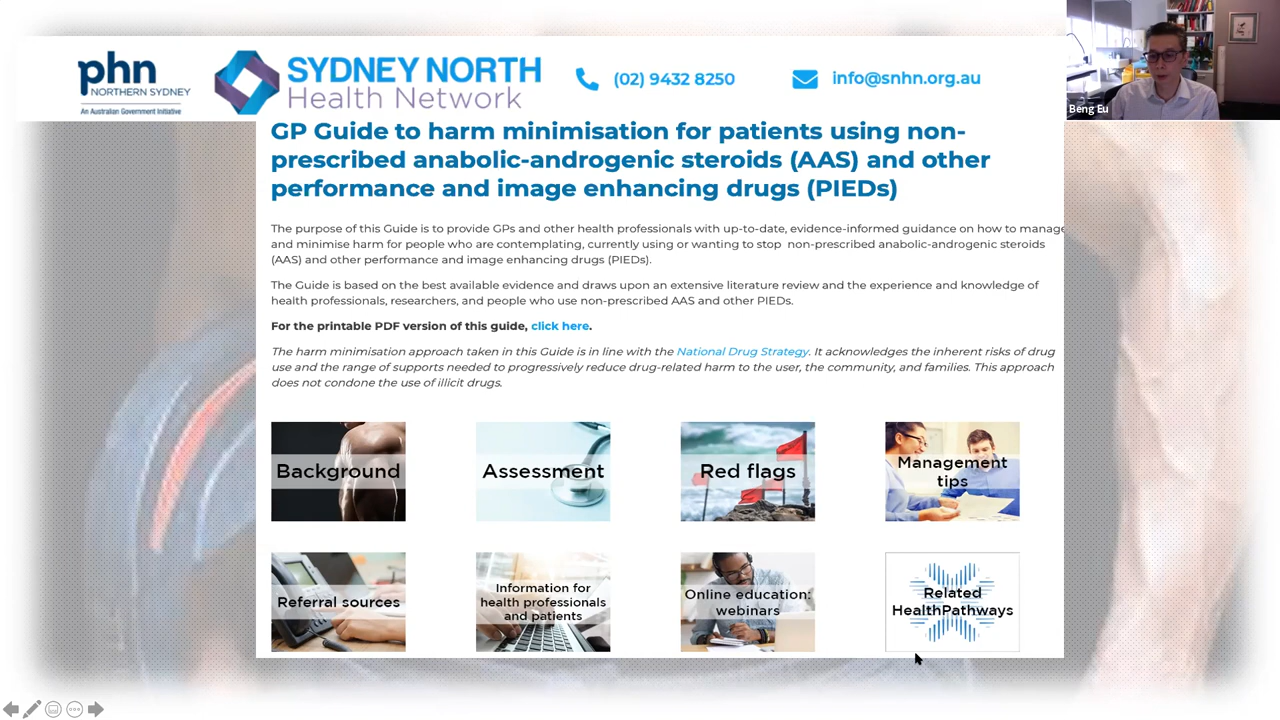 phn
NORTHERN SYDNEY
An Australian Government Initiative
SYDNEY NORTH
Health Network
(02) 9432 8250
info@snhn.org.au
Beng Eu
GP Guide to harm minimisation for patients using non-
prescribed anabolic-androgenic steroids (AAS) and other
performance and image enhancing drugs (PIEDs)
The purpose of this Guide is to provide GPs and other health professionals with up-to-date, evidence-informed guidance on how to manage
and minimise harm for people who are contemplating, currently using or wanting to stop non-prescribed anabolic-androgenic steroids
(AAS) and other performance and image enhancing drugs (PIEDs).
The Guide is based on the best available evidence and draws upon an extensive literature review and the experience and knowledge of
health professionals, researchers, and people who use non-prescribed AAS and other PIEDs.
For the printable PDF version of this guide, click here.
The harm minimisation approach taken in this Guide is in line with the National Drug Strategy. It acknowledges the inherent risks of drug
use and the range of supports needed to progressively reduce drug-related harm to the user, the community, and families. This approach
does not condone the use of illicit drugs.
Background
Assessment
Red flags
Management
tips
Referral sources
Information for
health professionals
and patients
Online education:
webinars
Related
HealthPathways